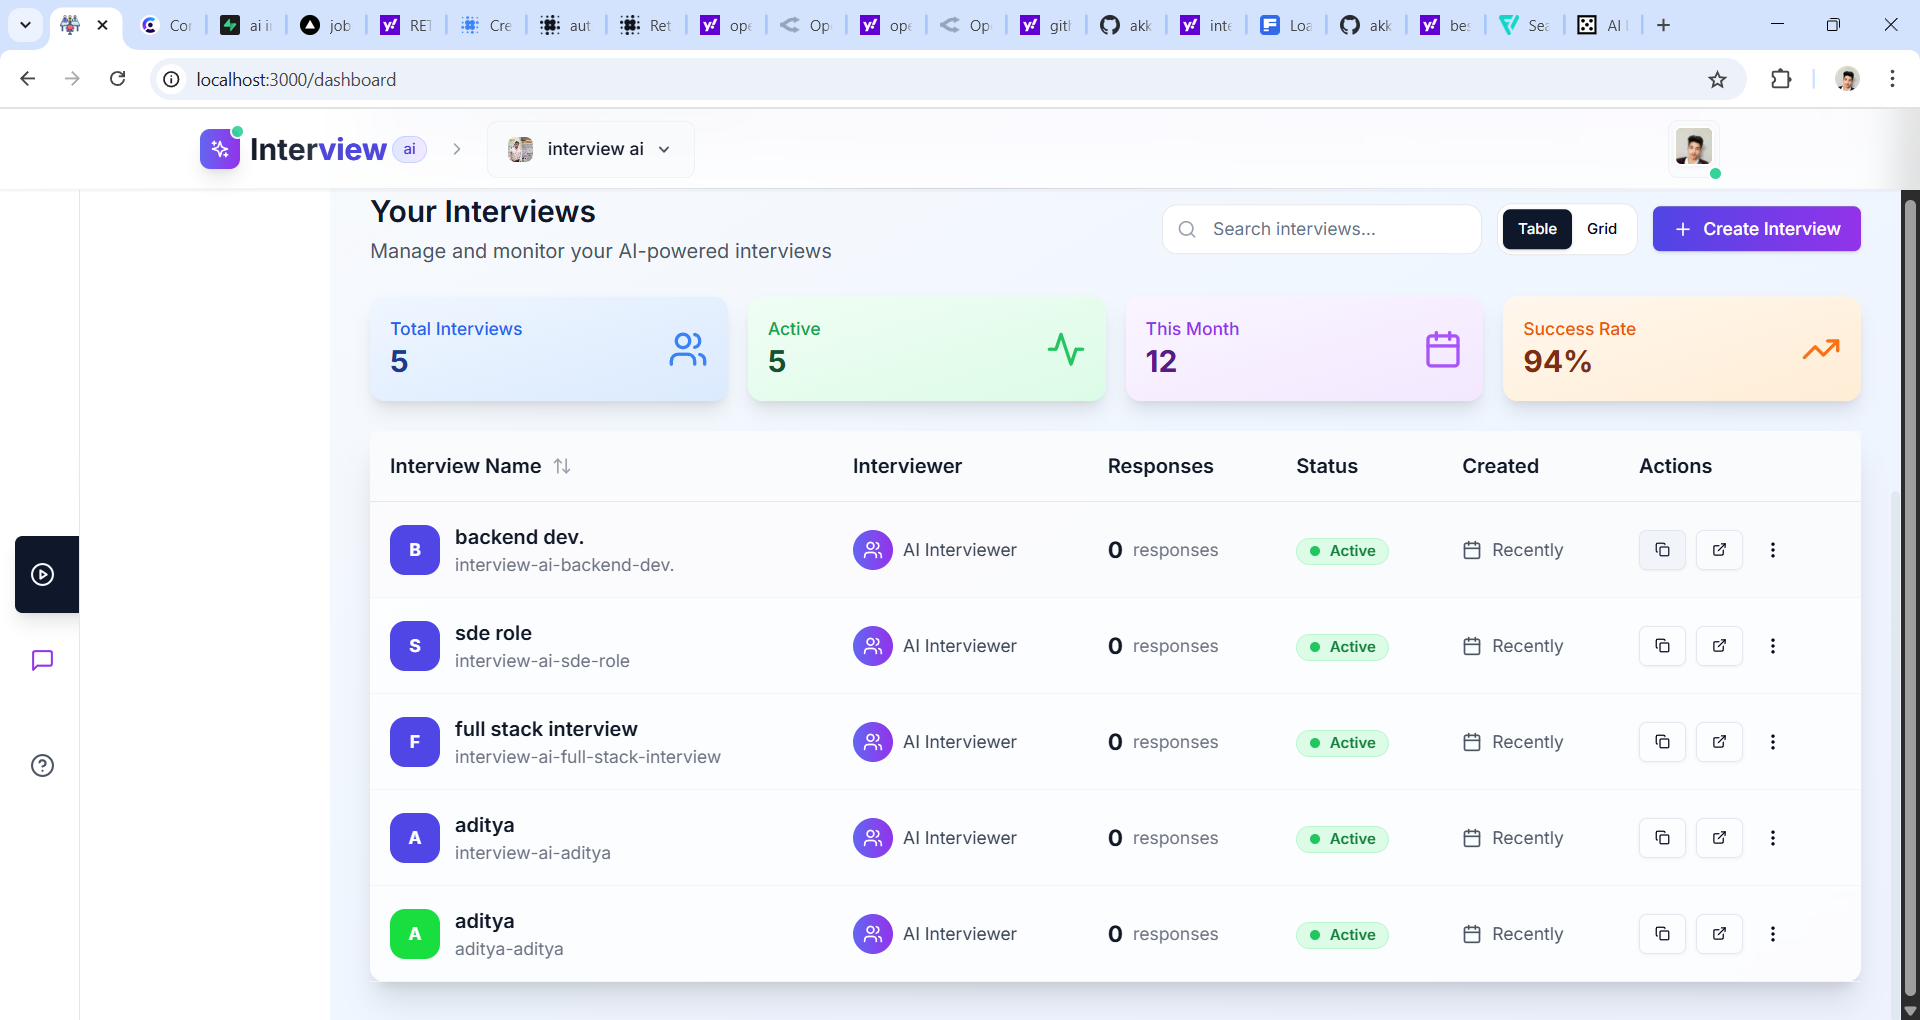 Cor
ai i
job
RET
Cre
aut
Ret
ope
Op
ope
Op
git
akk
inte
Loa
akk
bes
Sea
AI I
localhost:3000/dashboard
Interview ai
interview ai
Your Interviews
Manage and monitor your AI-powered interviews
Search interviews...
Table Grid
Create Interview
Total Interviews
5
Active
5
This Month
12
Success Rate
94%
Interview Name Interviewer Responses Status Created Actions
B backend dev. AI Interviewer 0 responses Active Recently
interview-ai-backend-dev.
S sde role AI Interviewer 0 responses Active Recently
interview-ai-sde-role
F full stack interview AI Interviewer 0 responses Active Recently
interview-ai-full-stack-interview
A aditya AI Interviewer 0 responses Active Recently
interview-ai-aditya
A aditya AI Interviewer 0 responses Active Recently
aditya-aditya